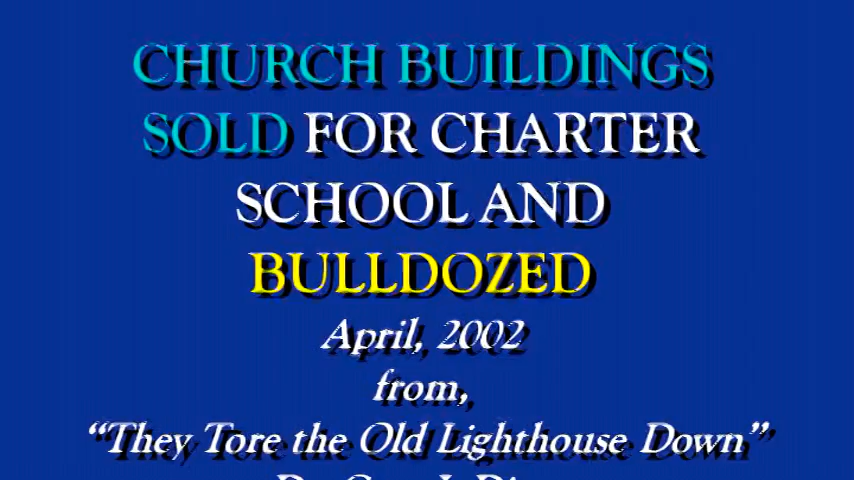 CHURCH BUILDINGS
SOLD FOR CHARTER
SCHOOL AND
BULLDOZED
April, 2002
from,
“They Tore the Old Lighthouse Down”